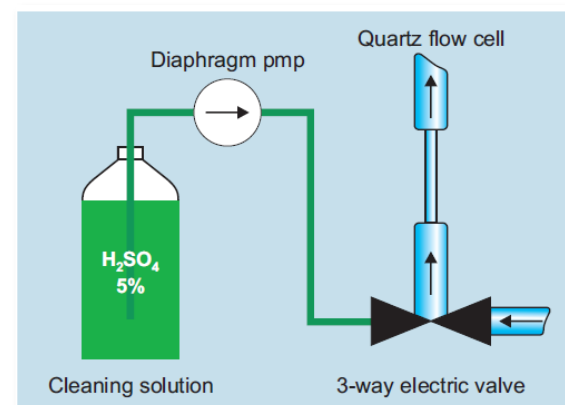 Quartz flow cell
Diaphragm pmp
H₂SO₄
5%
Cleaning solution
3-way electric valve